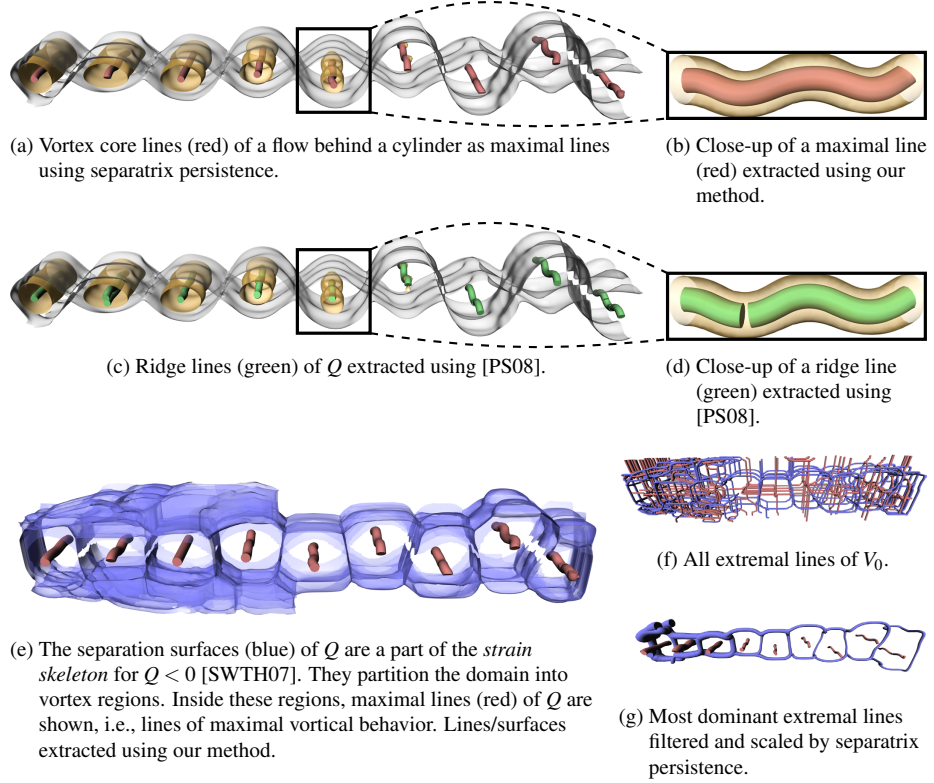 (a) Vortex core lines (red) of a flow behind a cylinder as maximal lines
using separatrix persistence.
(b) Close-up of a maximal line
(red) extracted using our
method.
(c) Ridge lines (green) of Q extracted using [PS08].
(d) Close-up of a ridge line
(green) extracted using
[PS08].
(e) The separation surfaces (blue) of Q are a part of the strain
skeleton for Q < 0 [SWTH07]. They partition the domain into
vortex regions. Inside these regions, maximal lines (red) of Q are
shown, i.e., lines of maximal vortical behavior. Lines/surfaces
extracted using our method.
(f) All extremal lines of V₀.
(g) Most dominant extremal lines
filtered and scaled by separatrix
persistence.